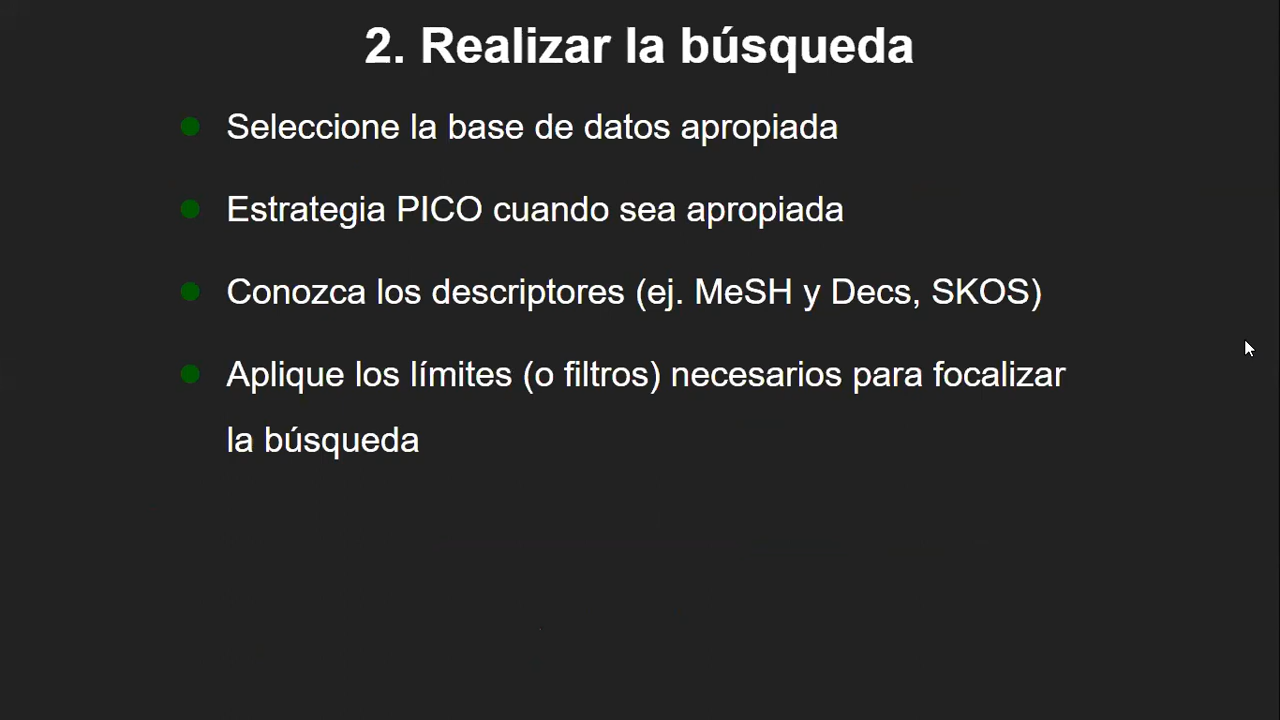 2. Realizar la búsqueda
Seleccione la base de datos apropiada
Estrategia PICO cuando sea apropiada
Conozca los descriptores (ej. MeSH y Decs, SKOS)
Aplique los límites (o filtros) necesarios para focalizar
la búsqueda